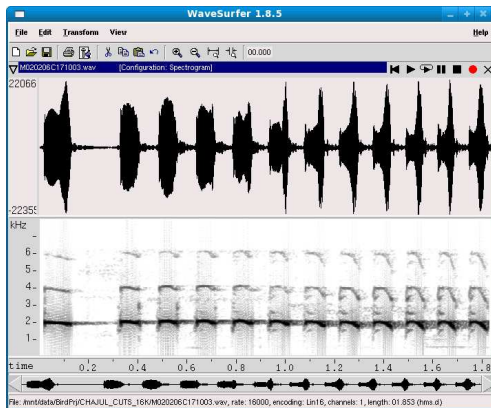 WaveSurfer 1.8.5
File Edit Transform View Help
00.000
M020206C171003.wav [Configuration: Spectrogram]
22066
-2235
kHz
6-
5-
4-
3-
2-
1-
time 0.2 0.4 0.6 0.8 1.0 1.2 1.4 1.6 1.8
File: /mnt/data/BirdPrj/CHAJUL_CUTS_16K/M020206C171003.wav, rate: 16000, encoding: Lin16, channels: 1, length: 01.853 (hms.d)